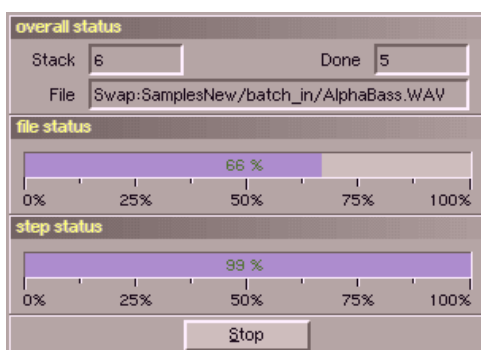 overall status
Stack 6 Done 5
File Swap:SamplesNew/batch_in/AlphaBass.WAV
file status
66 %
0% 25% 50% 75% 100%
step status
99 %
0% 25% 50% 75% 100%
Stop